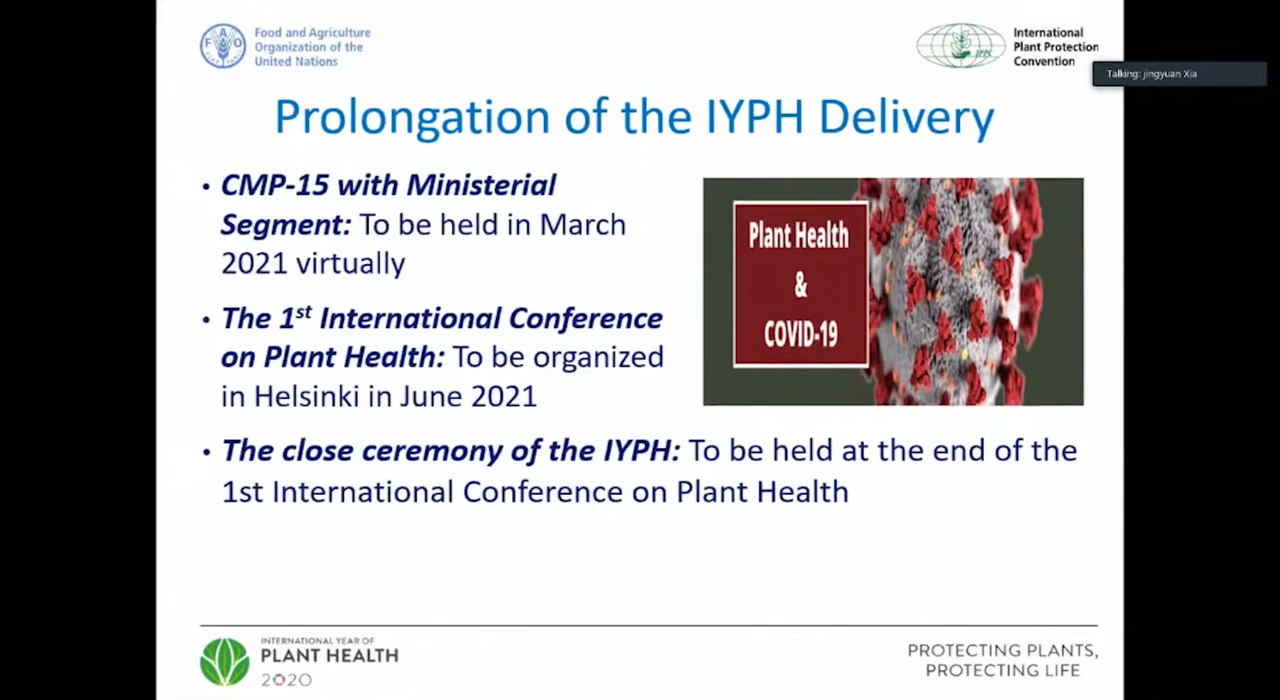 Food and Agriculture
Organization of the
United Nations
FAO
International
Plant Protection
Convention
IPPC
Talking: jingyuan Xia
Prolongation of the IYPH Delivery
• CMP-15 with Ministerial
Segment: To be held in March
2021 virtually
• The 1st International Conference
on Plant Health: To be organized
in Helsinki in June 2021
Plant Health
&
COVID-19
• The close ceremony of the IYPH: To be held at the end of the
1st International Conference on Plant Health
INTERNATIONAL YEAR OF
PLANT HEALTH
2020
PROTECTING PLANTS,
PROTECTING LIFE